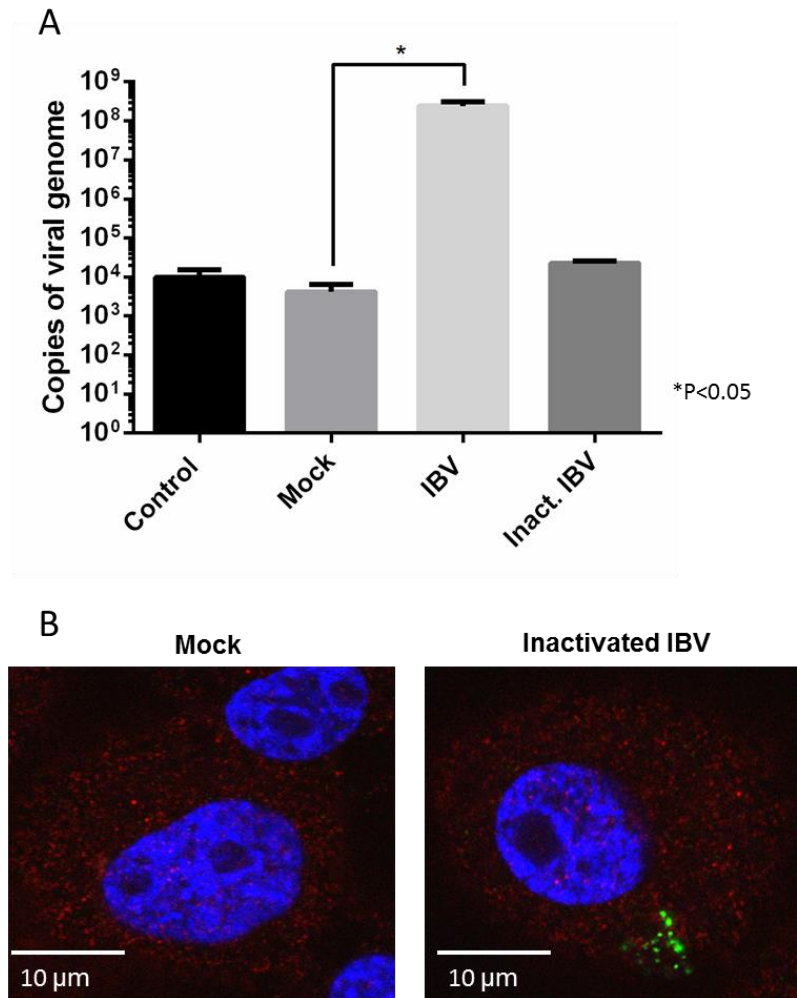 A
*
10⁹
10⁸
10⁷
10⁶
10⁵
10⁴
10³
10²
10¹
10⁰
Copies of viral genome
Control
Mock
IBV
Inact. IBV
*P<0.05
B
Mock
Inactivated IBV
10 µm
10 µm